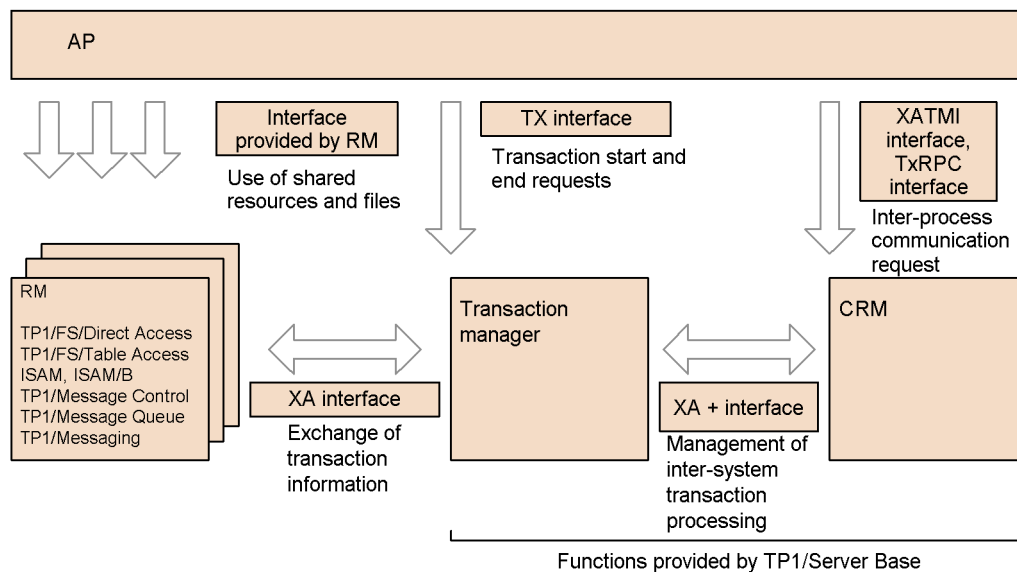 AP
Interface
provided by RM
Use of shared
resources and files
TX interface
Transaction start and
end requests
XATMI
interface,
TxRPC
interface
Inter-process
communication
request
RM
TP1/FS/Direct Access
TP1/FS/Table Access
ISAM, ISAM/B
TP1/Message Control
TP1/Message Queue
TP1/Messaging
XA interface
Exchange of
transaction
information
Transaction
manager
XA + interface
Management of
inter-system
transaction
processing
CRM
Functions provided by TP1/Server Base